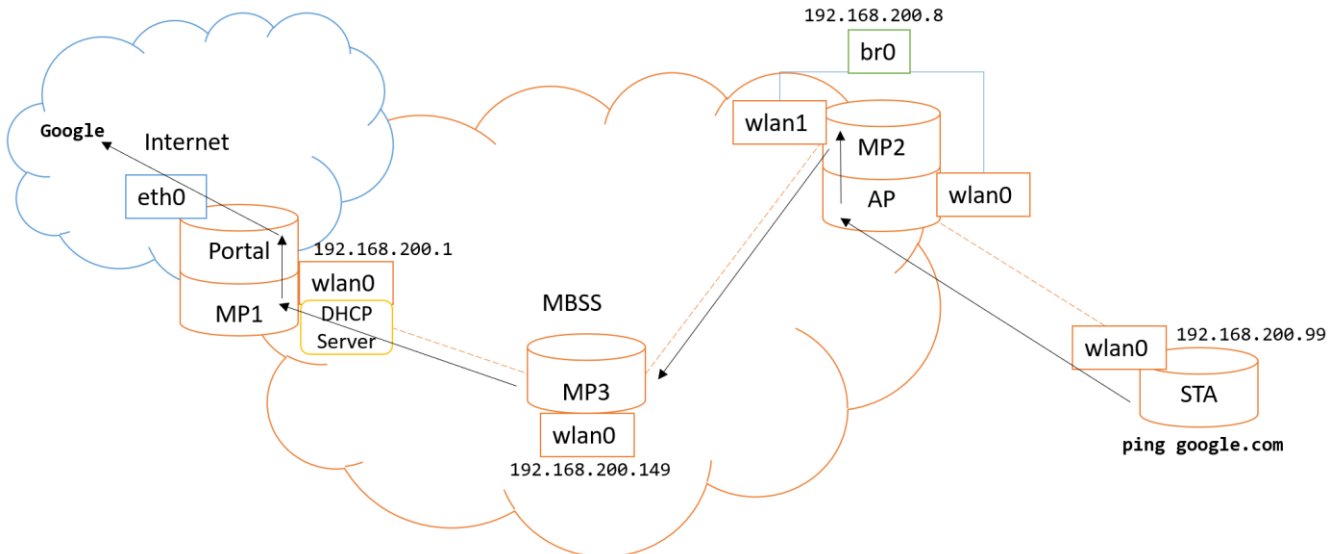 192.168.200.8
br0
wlan1
MP2
AP
wlan0
Google
Internet
eth0
Portal
192.168.200.1
wlan0
MP1
DHCP
Server
MBSS
MP3
wlan0
192.168.200.149
192.168.200.99
wlan0
STA
ping google.com